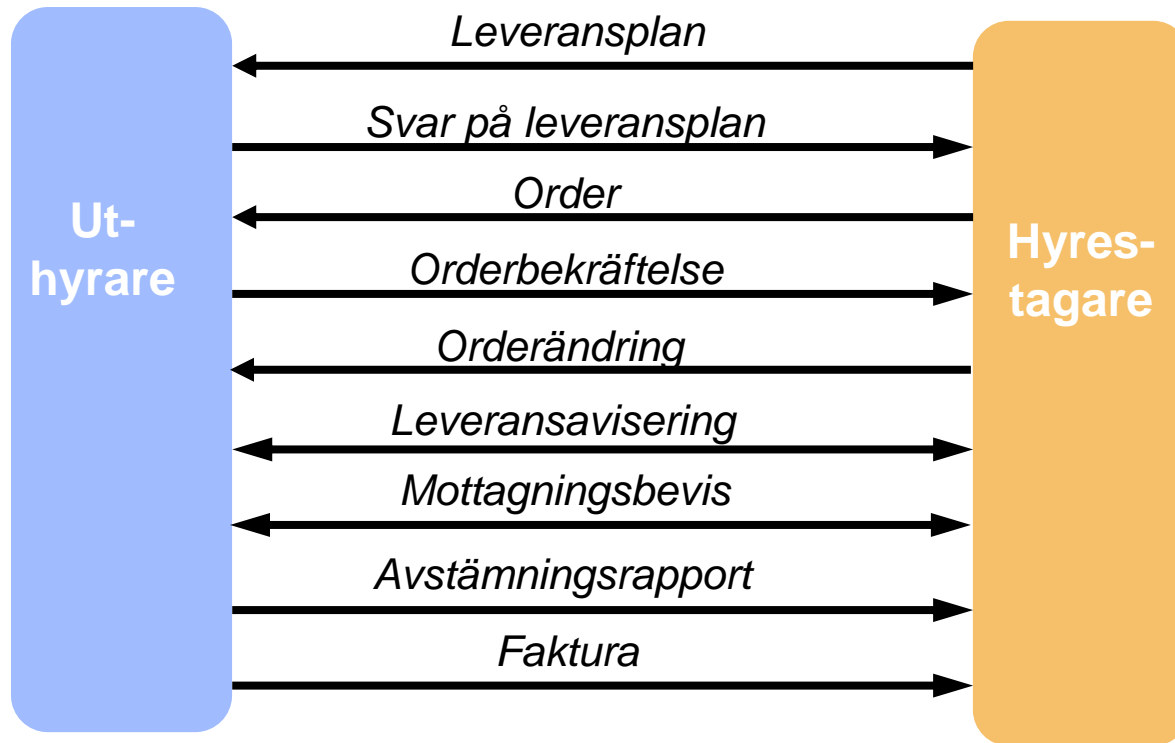 Leveransplan
Svar på leveransplan
Order
Ut-
hyrare
Hyres-
tagare
Orderbekräftelse
Orderändring
Leveransavisering
Mottagningsbevis
Avstämningsrapport
Faktura